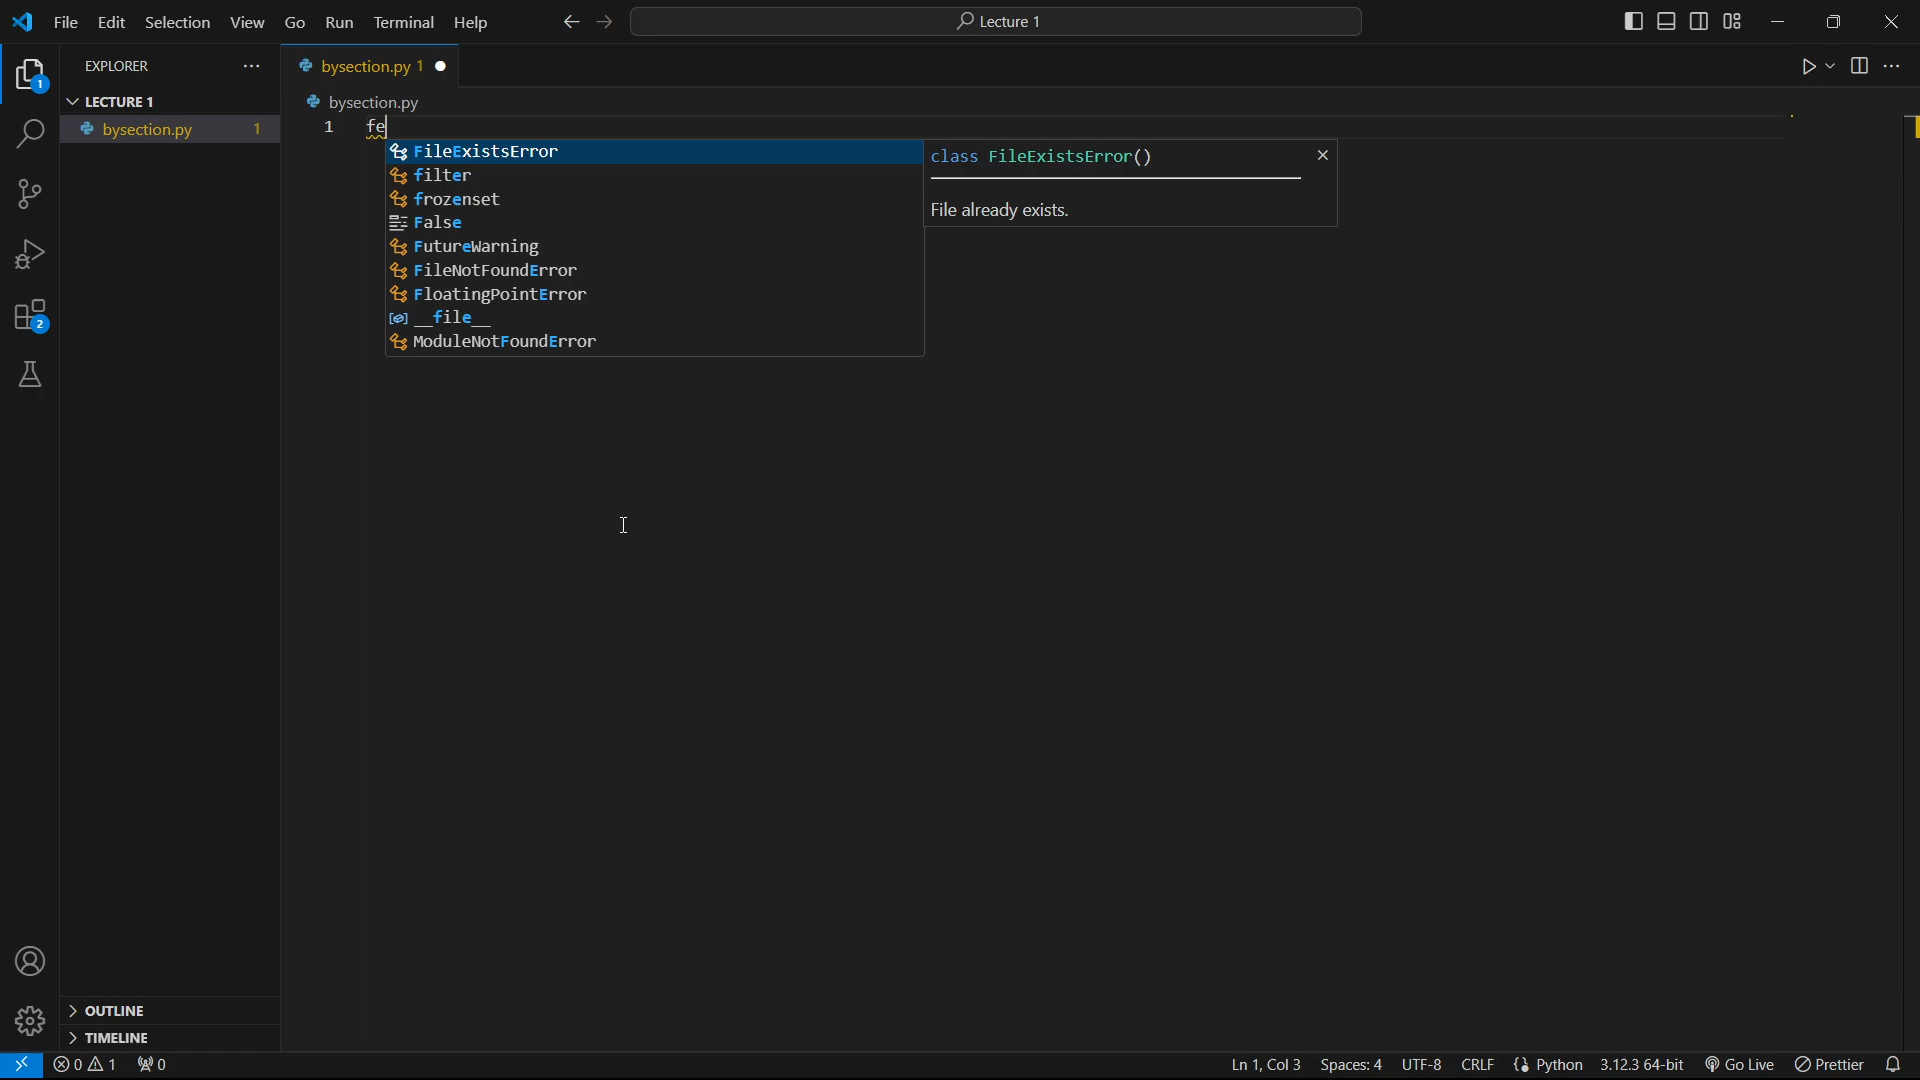 File Edit Selection View Go Run Terminal Help
Lecture 1
EXPLORER
bysection.py 1
LECTURE 1
bysection.py 1
bysection.py
1 fe
FileExistsError
filter
frozenset
False
FutureWarning
FileNotFoundError
FloatingPointError
__file__
ModuleNotFoundError
class FileExistsError()
File already exists.
1
2
OUTLINE
TIMELINE
0 1 0
Ln 1, Col 3 Spaces: 4 UTF-8 CRLF {} Python 3.12.3 64-bit Go Live Prettier